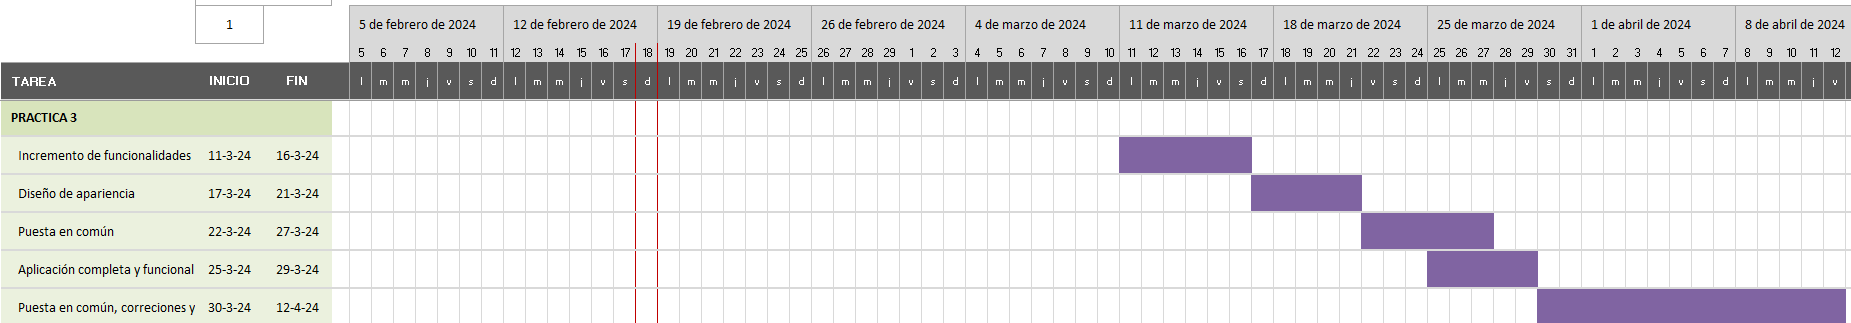 1
5 de febrero de 2024 12 de febrero de 2024 19 de febrero de 2024 26 de febrero de 2024 4 de marzo de 2024 11 de marzo de 2024 18 de marzo de 2024 25 de marzo de 2024 1 de abril de 2024 8 de abril de 2024
5 6 7 8 9 10 11 12 13 14 15 16 17 18 19 20 21 22 23 24 25 26 27 28 29 1 2 3 4 5 6 7 8 9 10 11 12 13 14 15 16 17 18 19 20 21 22 23 24 25 26 27 28 29 30 31 1 2 3 4 5 6 7 8 9 10 11 12
TAREA INICIO FIN l m m j v s d l m m j v s d l m m j v s d l m m j v s d l m m j v s d l m m j v s d l m m j v s d l m m j v s d l m m j v s d l m m j v
PRACTICA 3
Incremento de funcionalidades 11-3-24 16-3-24
Diseño de apariencia 17-3-24 21-3-24
Puesta en común 22-3-24 27-3-24
Aplicación completa y funcional 25-3-24 29-3-24
Puesta en común, correciones y 30-3-24 12-4-24